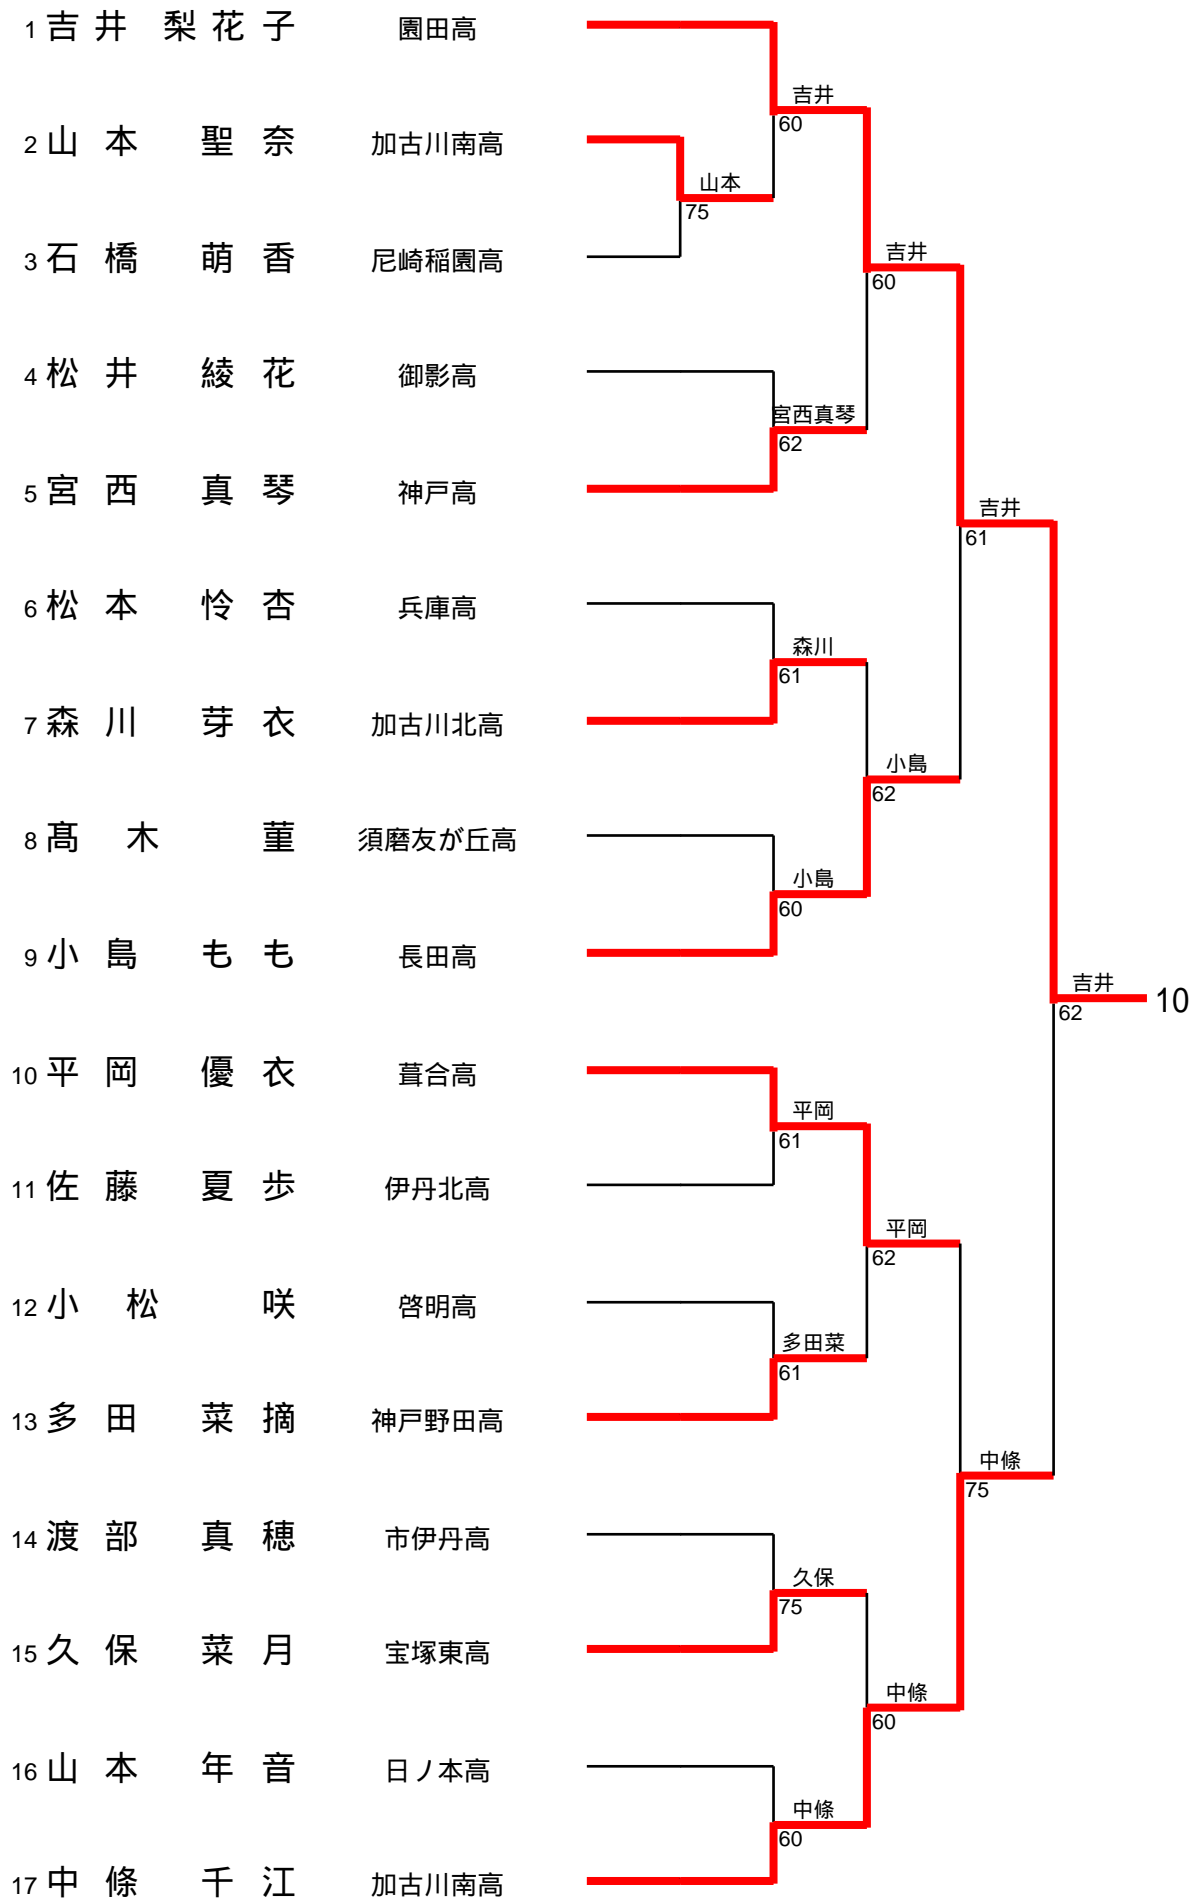 1 吉井 梨花子 園田高
吉井
60
2 山本 聖奈 加古川南高
山本
75
3 石橋 萌香 尼崎稲園高
吉井
60
4 松井 綾花 御影高
宮西真琴
62
5 宮西 真琴 神戸高
吉井
61
6 松本 怜杏 兵庫高
森川
61
7 森川 芽衣 加古川北高
小島
62
8 髙木 菫 須磨友が丘高
小島
60
9 小島 もも 長田高
吉井
62
10
10 平岡 優衣 葺合高
平岡
61
11 佐藤 夏歩 伊丹北高
平岡
62
12 小松 咲 啓明高
多田菜
61
13 多田 菜摘 神戸野田高
中條
75
14 渡部 真穂 市伊丹高
久保
75
15 久保 菜月 宝塚東高
中條
60
16 山本 年音 日ノ本高
中條
60
17 中條 千江 加古川南高